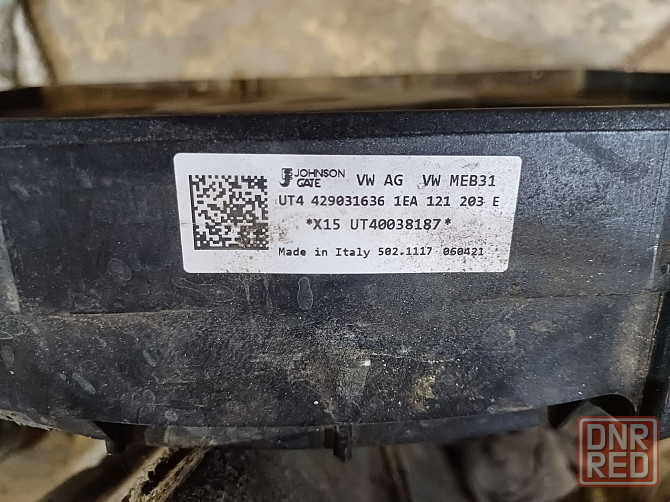 JOHNSON
GATE
VW AG VW MEB31
UT4 429031636 1EA 121 203 E
*X15 UT40038187*
Made in Italy 502.1117 060421
DNR
RED